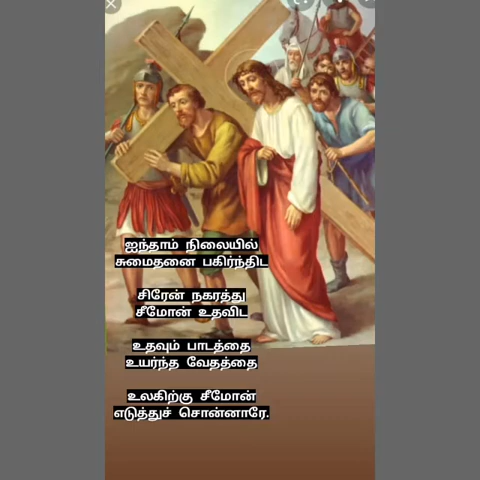 ஐந்தாம் நிலையில்
சுமைதனை பகிர்ந்திட
சிரேன் நகரத்து
சீமோன் உதவிட
உதவும் பாடத்தை
உயர்ந்த வேதத்தை
உலகிற்கு சீமோன்
எடுத்துச் சொன்னாரே.